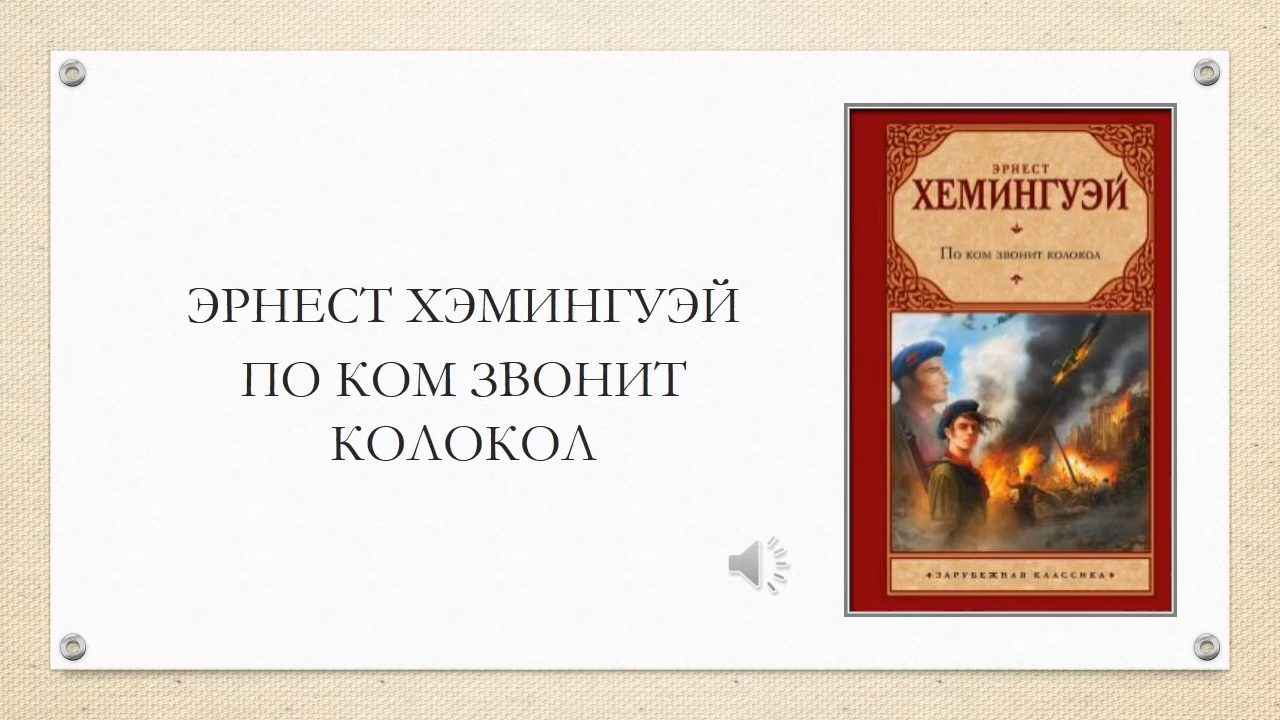 ЭРНЕСТ ХЭМИНГУЭЙ
ПО КОМ ЗВОНИТ
КОЛОКОЛ
ЭРНЕСТ
ХЕМИНГУЭЙ
По ком звонит колокол
ЗАРУБЕЖНАЯ КЛАССИКА